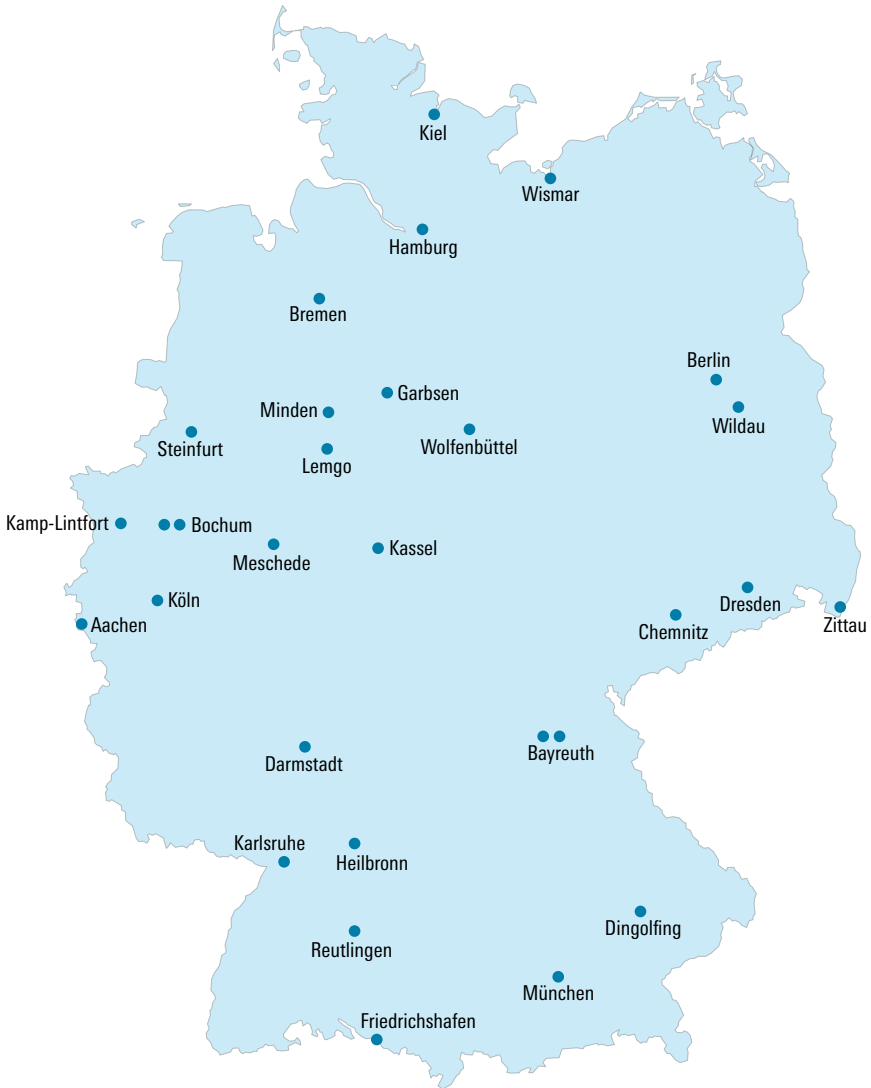 Kiel
Wismar
Hamburg
Bremen
Berlin
Garbsen
Minden
Wildau
Steinfurt
Wolfenbüttel
Lemgo
Kamp-Lintfort
Bochum
Kassel
Meschede
Köln
Dresden
Aachen
Chemnitz
Zittau
Bayreuth
Darmstadt
Karlsruhe
Heilbronn
Dingolfing
Reutlingen
München
Friedrichshafen